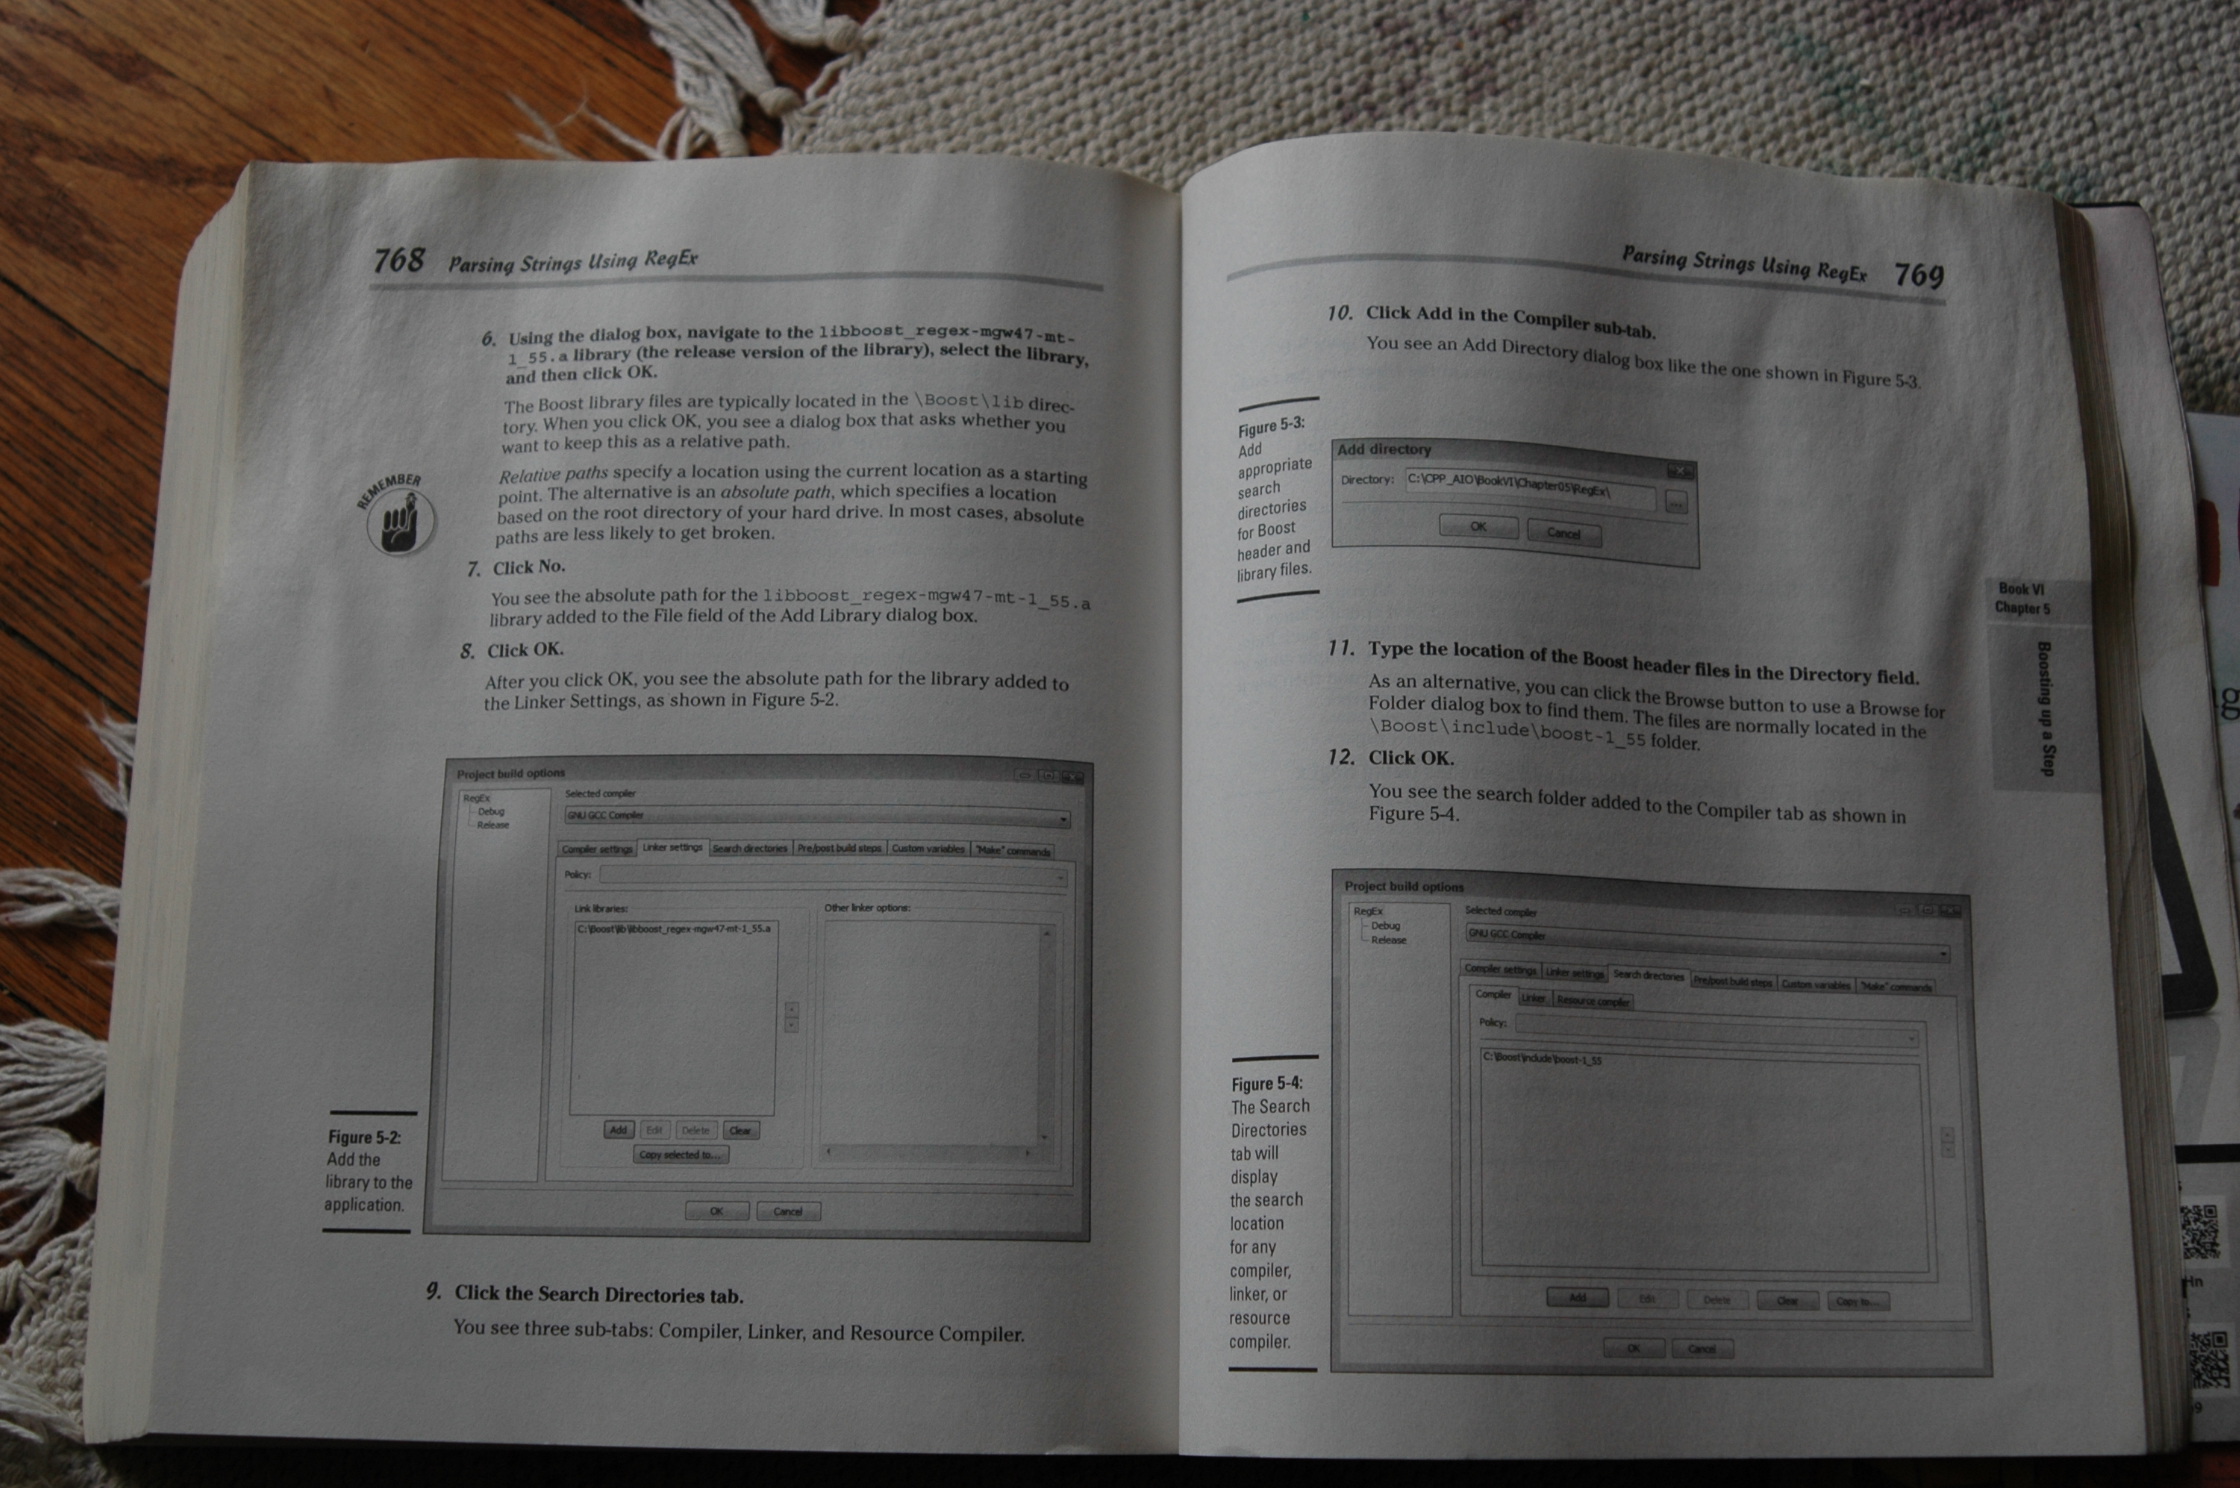 768 Parsing Strings Using RegEx
6. Using the dialog box, navigate to the libboost_regex-mgw47-mt-
1_55.a library (the release version of the library), select the library,
and then click OK.
The Boost library files are typically located in the \Boost\lib direc-
tory. When you click OK, you see a dialog box that asks whether you
want to keep this as a relative path.
REMEMBER
Relative paths specify a location using the current location as a starting
point. The alternative is an absolute path, which specifies a location
based on the root directory of your hard drive. In most cases, absolute
paths are less likely to get broken.
7. Click No.
You see the absolute path for the libboost_regex-mgw47-mt-1_55.a
library added to the File field of the Add Library dialog box.
8. Click OK.
After you click OK, you see the absolute path for the library added to
the Linker Settings, as shown in Figure 5-2.
Project build options
RegEx
Debug
Release
Selected compiler
GNU GCC Compiler
Compiler settings Linker settings Search directories Pre/post build steps Custom variables "Make" commands
Policy:
Link libraries:
Other linker options:
C:\Boost\lib\libboost_regex-mgw47-mt-1_55.a
Add Edit Delete Clear
Copy selected to...
OK Cancel
Figure 5-2:
Add the
library to the
application.
9. Click the Search Directories tab.
You see three sub-tabs: Compiler, Linker, and Resource Compiler.
Parsing Strings Using RegEx 769
10. Click Add in the Compiler sub-tab.
You see an Add Directory dialog box like the one shown in Figure 5-3.
Figure 5-3:
Add
appropriate
search
directories
for Boost
header and
library files.
Add directory
Directory: C:\CPP_AIO\BookVI\Chapter05\RegEx\
...
OK Cancel
11. Type the location of the Boost header files in the Directory field.
As an alternative, you can click the Browse button to use a Browse for
Folder dialog box to find them. The files are normally located in the
\Boost\include\boost-1_55 folder.
12. Click OK.
You see the search folder added to the Compiler tab as shown in
Figure 5-4.
Project build options
RegEx
Debug
Release
Selected compiler
GNU GCC Compiler
Compiler settings Linker settings Search directories Pre/post build steps Custom variables "Make" commands
Compiler Linker Resource compiler
Policy:
C:\Boost\include\boost-1_55
Add Edit Delete Clear Copy to...
OK Cancel
Figure 5-4:
The Search
Directories
tab will
display
the search
location
for any
compiler,
linker, or
resource
compiler.
Book VI
Chapter 5
Boosting up a Step